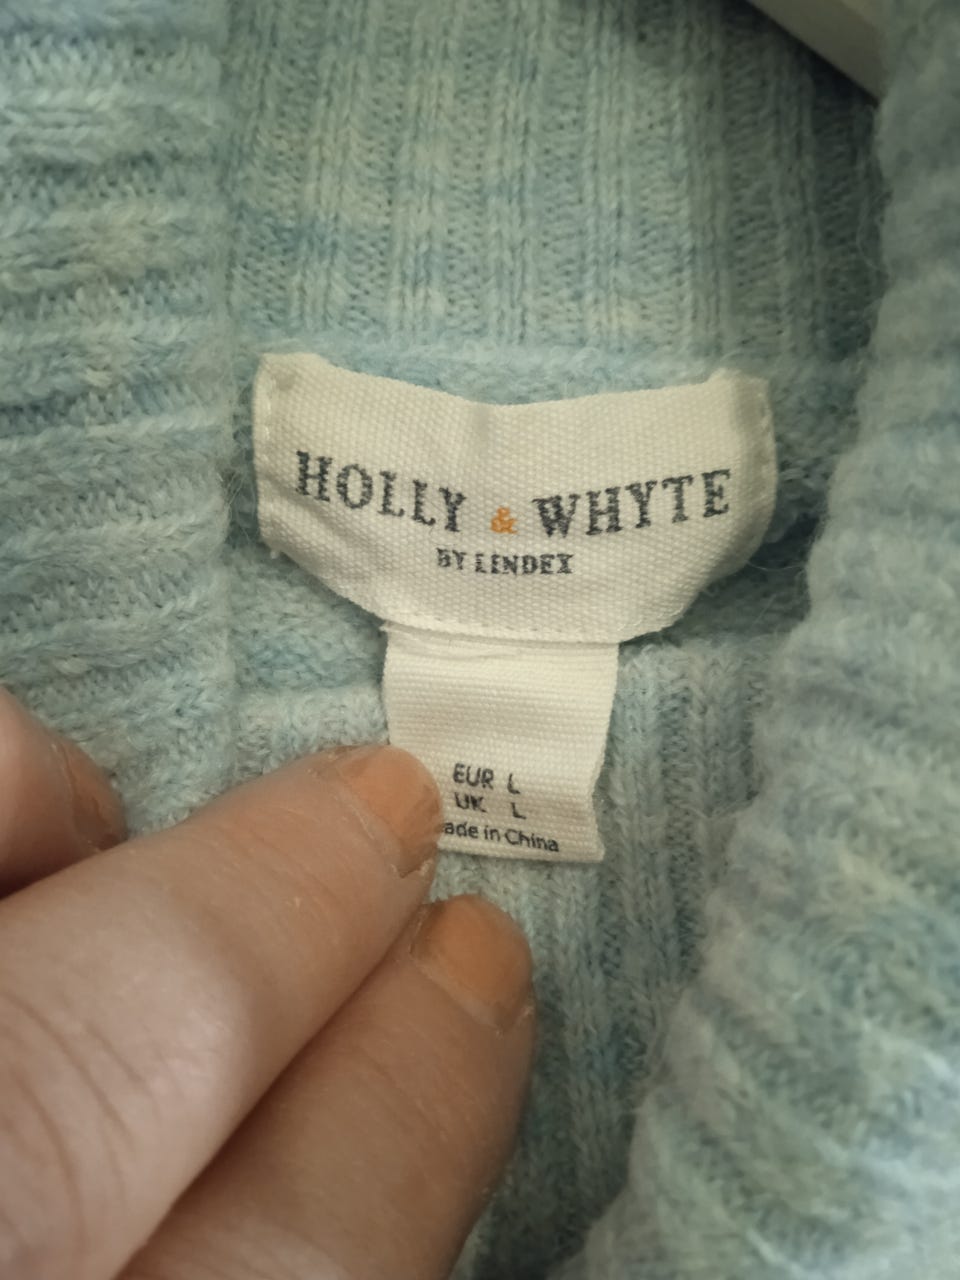 HOLLY & WHYTE
BY LINDEX
EUR L
UK L
ade in China